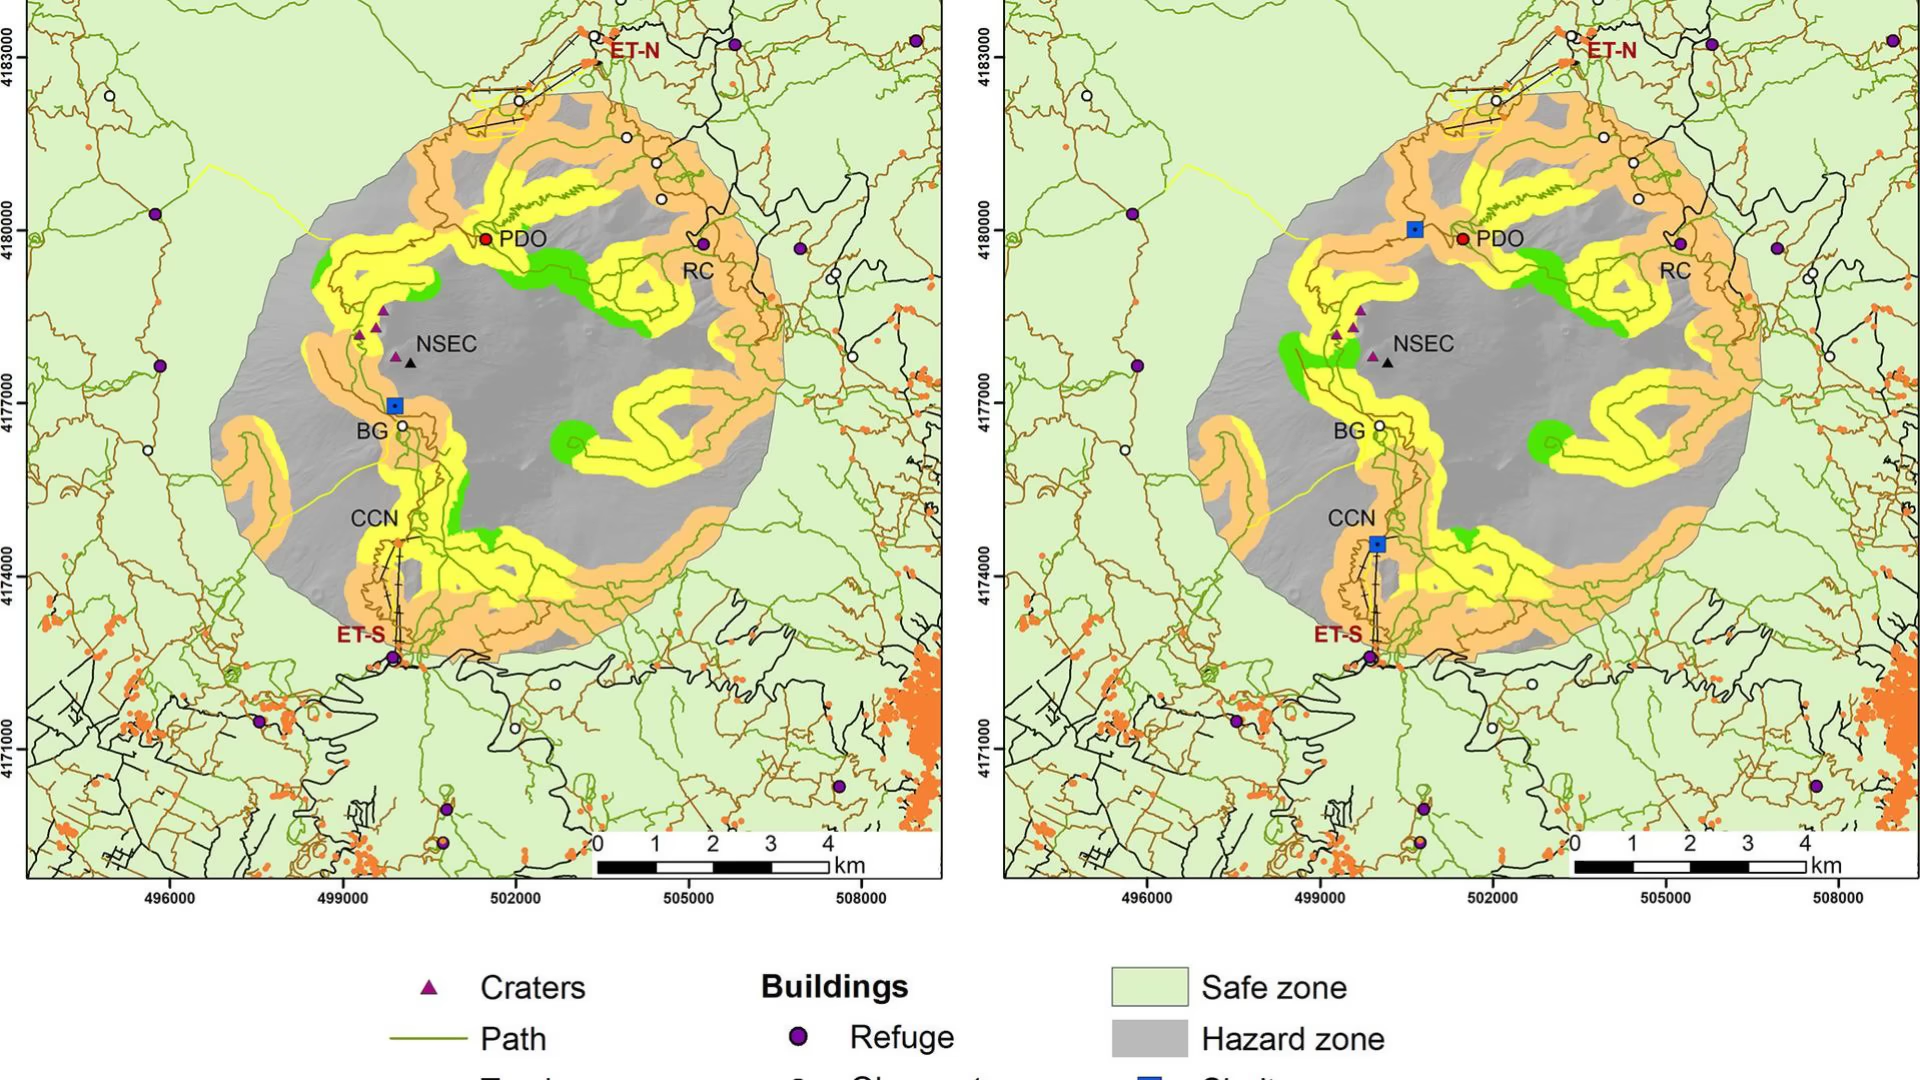 4183000
4180000
4177000
4174000
4171000
ET-N
PDO
RC
NSEC
BG
CCN
ET-S
0 1 2 3 4
km
496000 499000 502000 505000 508000
4183000
4180000
4177000
4174000
4171000
ET-N
PDO
RC
NSEC
BG
CCN
ET-S
0 1 2 3 4
km
496000 499000 502000 505000 508000
Craters
Path
Buildings
Refuge
Safe zone
Hazard zone